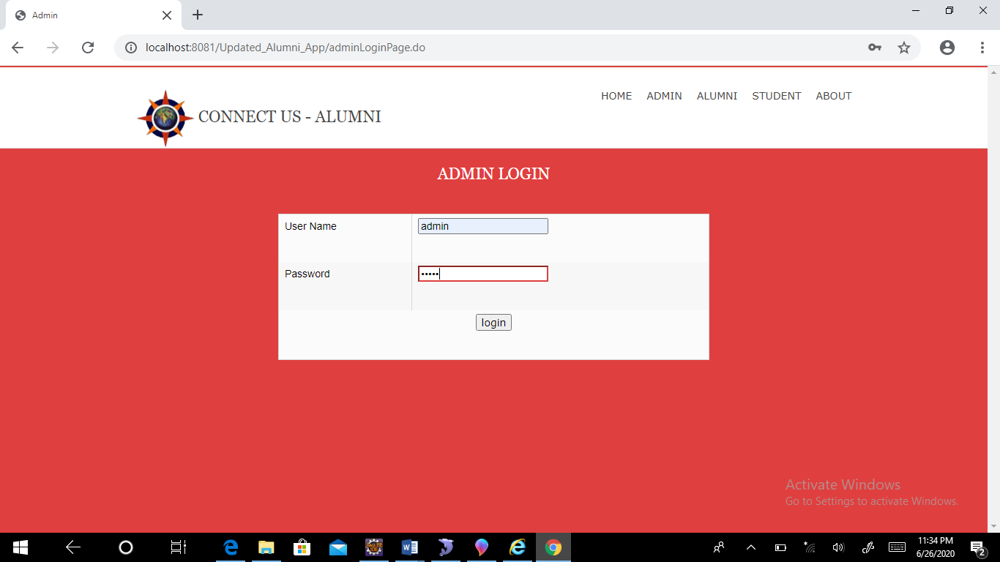 Admin
localhost:8081/Updated_Alumni_App/adminLoginPage.do
HOME ADMIN ALUMNI STUDENT ABOUT
CONNECT US - ALUMNI
ADMIN LOGIN
User Name admin
Password •••••
login
Activate Windows
Go to Settings to activate Windows.
11:34 PM
6/26/2020
2